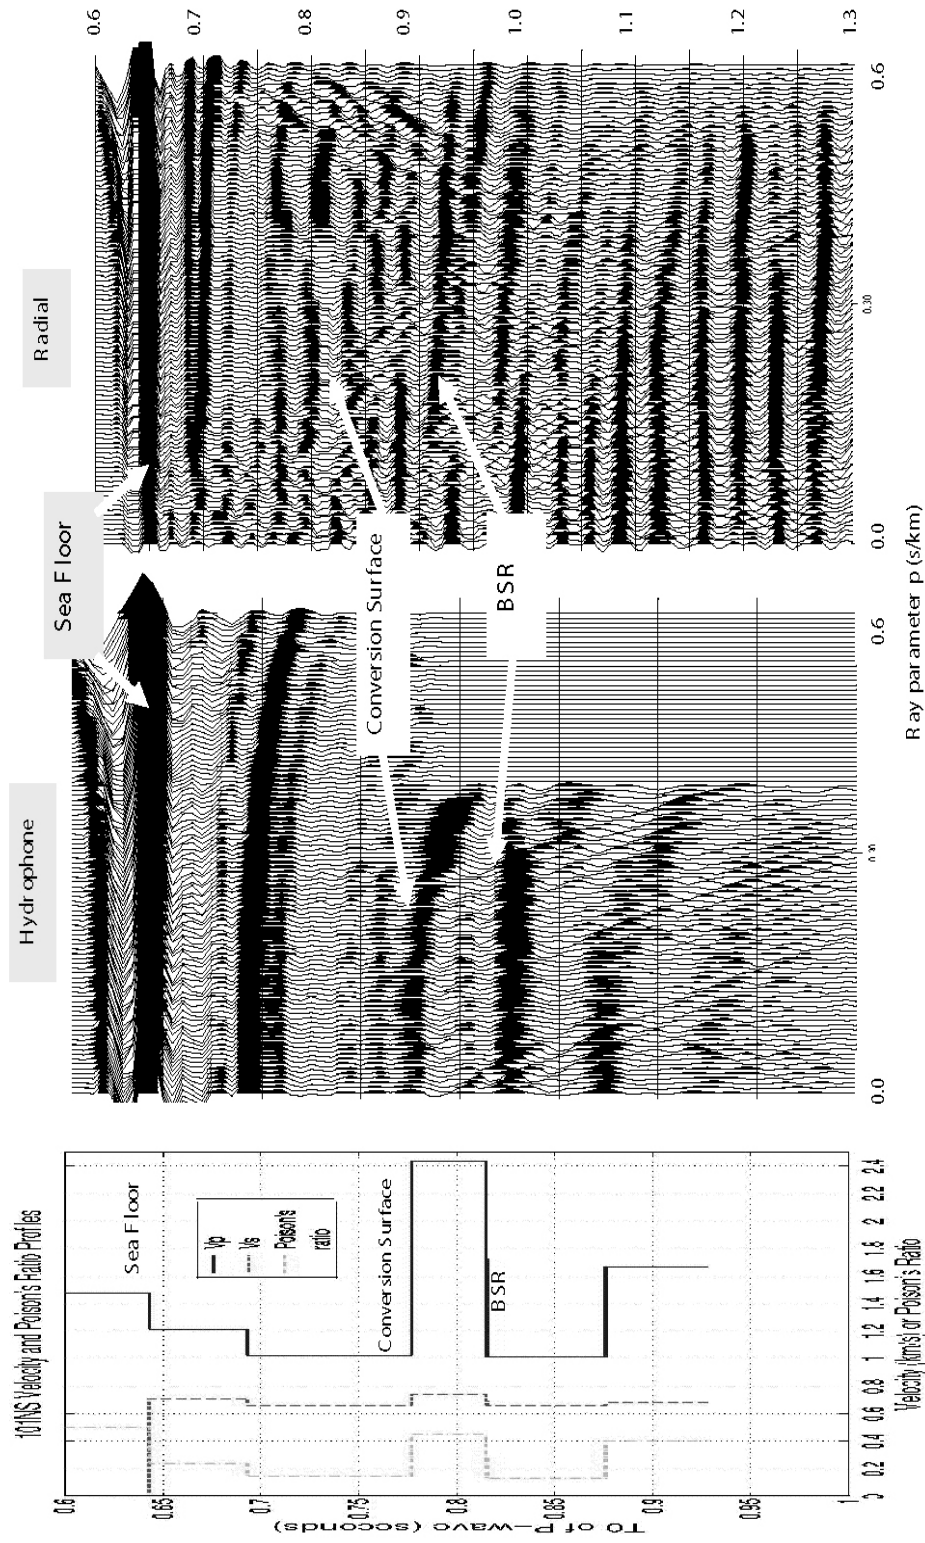 101NS Velocity and Poison's Ratio Profiles
Sea Floor
Vp
Vs
Poison's
ratio
Conversion Surface
BSR
0.6
0.65
0.7
0.75
0.8
0.85
0.9
0.95
1
T0 of P-wave (seconds)
0 0.2 0.4 0.6 0.8 1 1.2 1.4 1.6 1.8 2 2.2 2.4
Velocity (km/s) or Poison's Ratio
Hydrophone
Sea Floor
Radial
Conversion Surface
BSR
0.0
0.6
0.0
0.30
0.6
Ray parameter p (s/km)
0.6
0.7
0.8
0.9
1.0
1.1
1.2
1.3